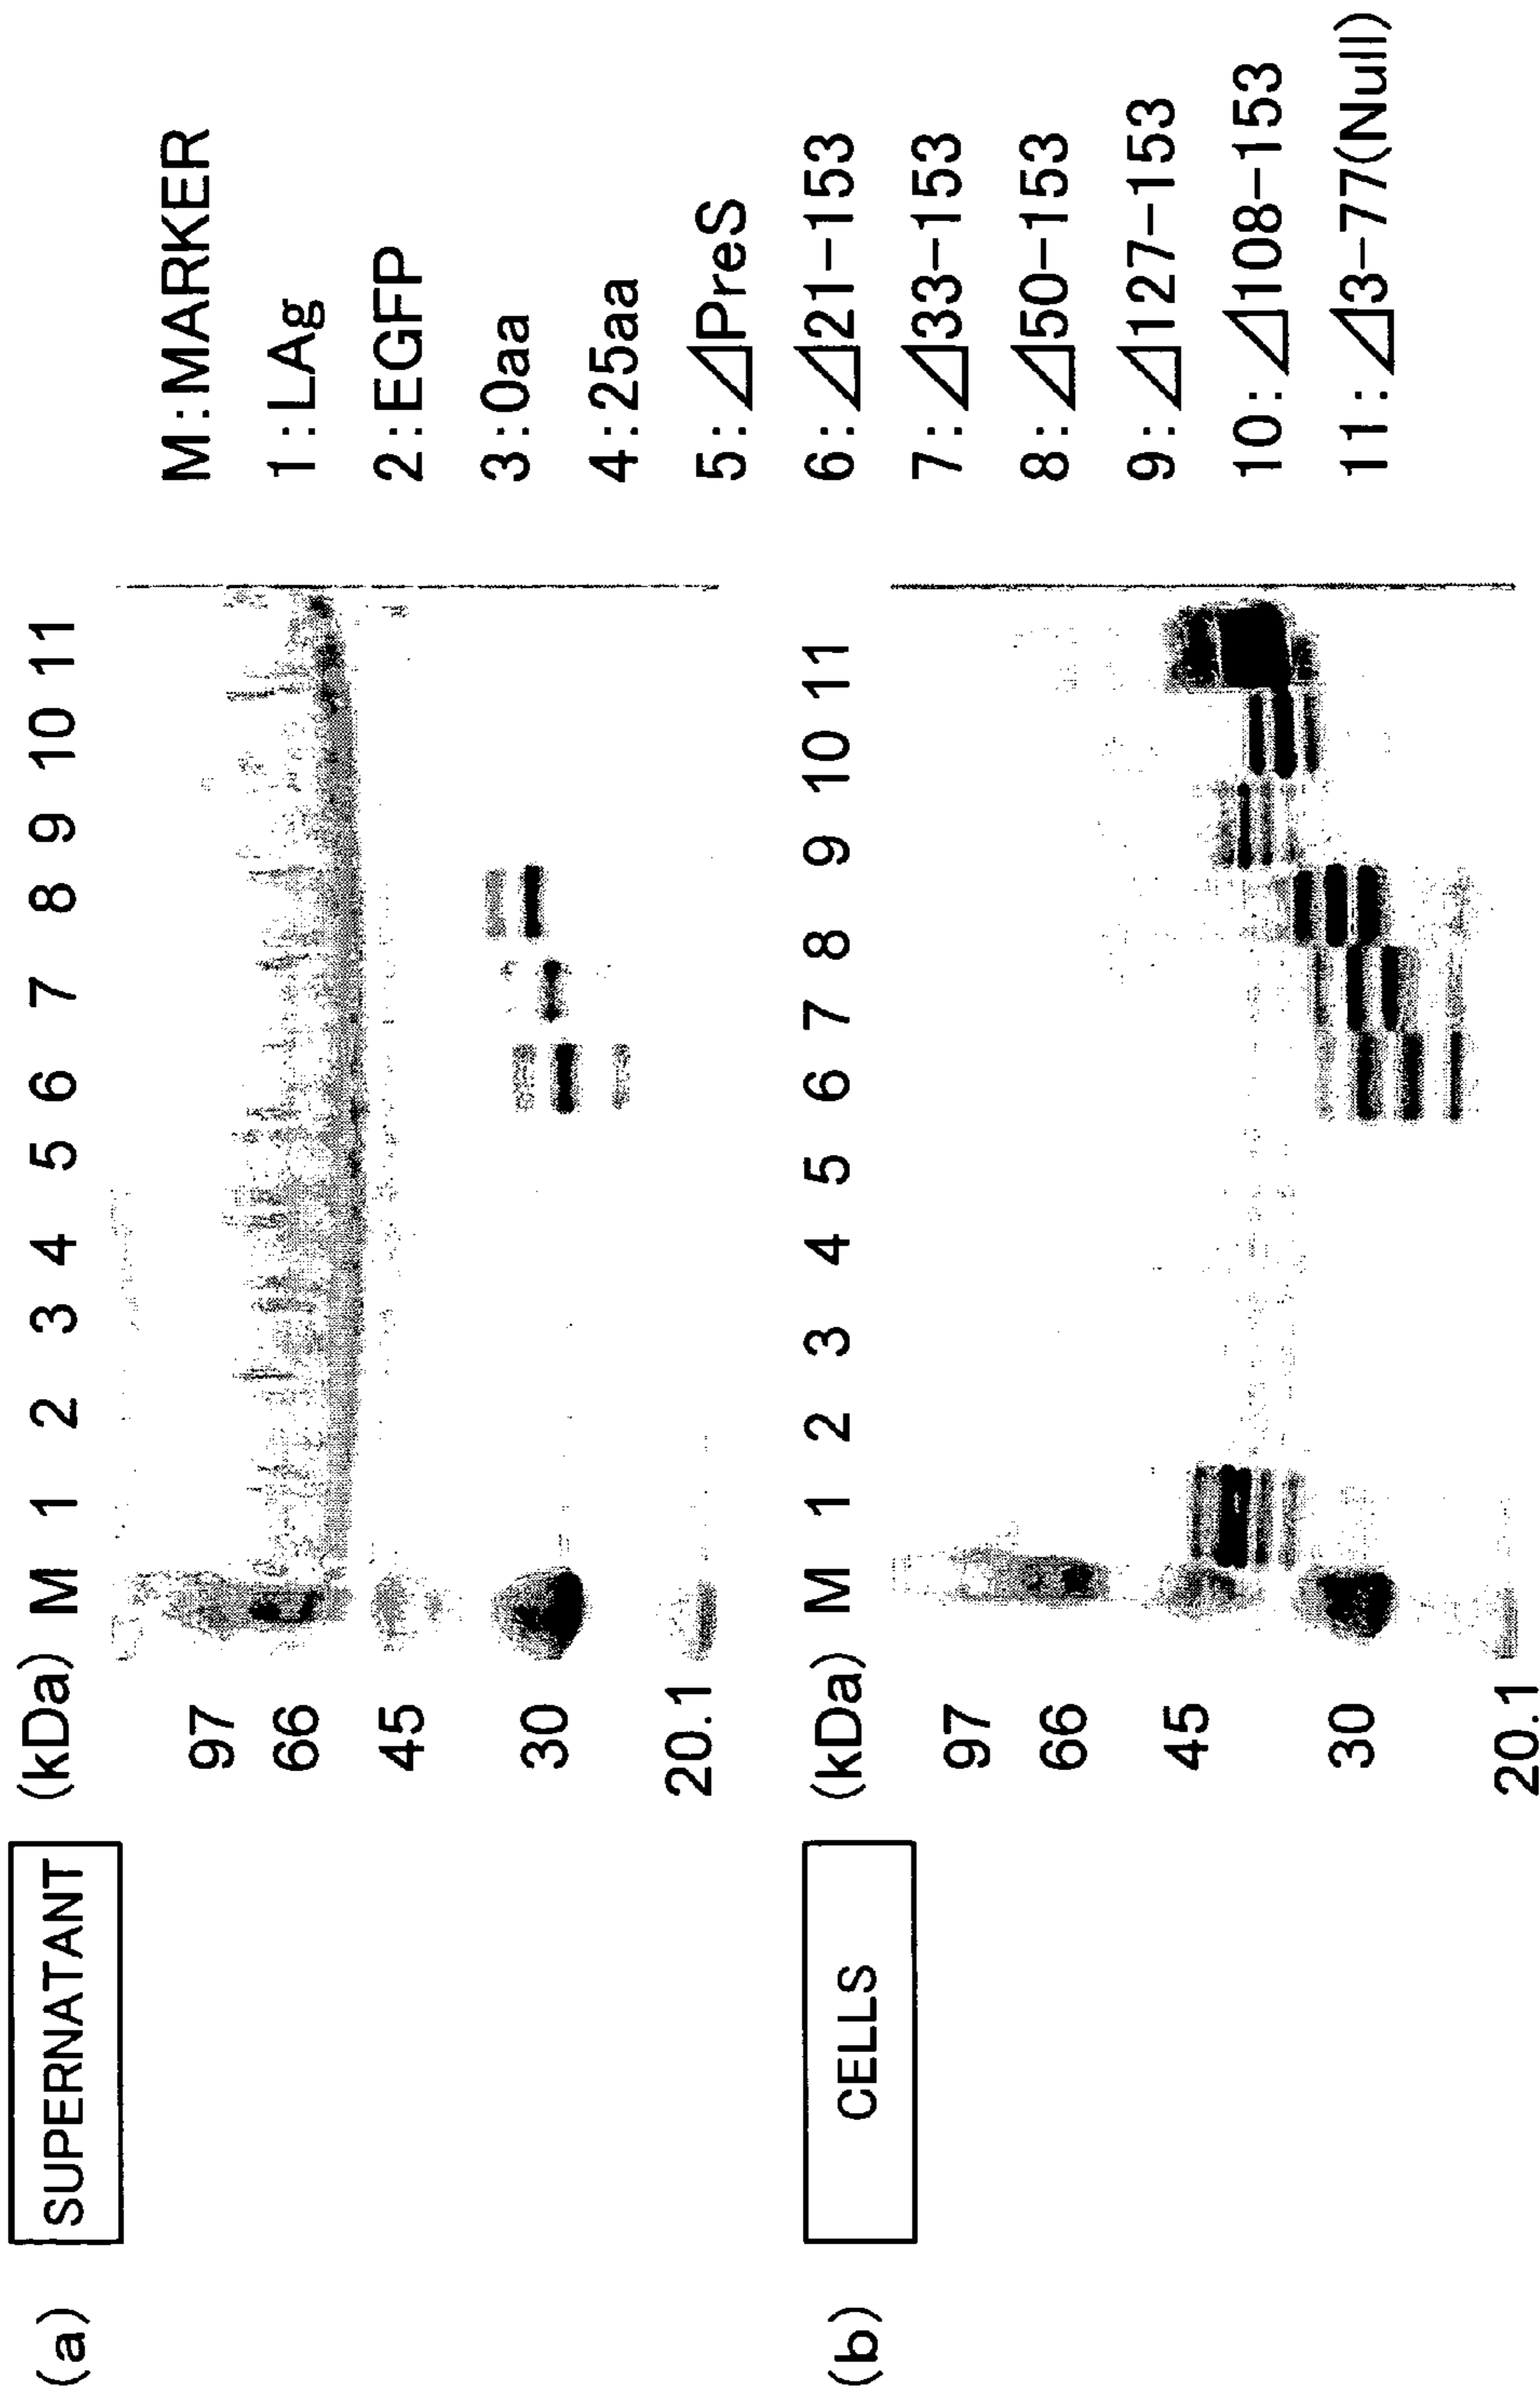 (a) SUPERNATANT
(kDa) M 1 2 3 4 5 6 7 8 9 10 11
97
66
45
30
20.1
(b) CELLS
(kDa) M 1 2 3 4 5 6 7 8 9 10 11
97
66
45
30
20.1
M:MARKER
1:LAg
2:EGFP
3:0aa
4:25aa
5:⊿PreS
6:⊿21-153
7:⊿33-153
8:⊿50-153
9:⊿127-153
10:⊿108-153
11:⊿3-77(Null)